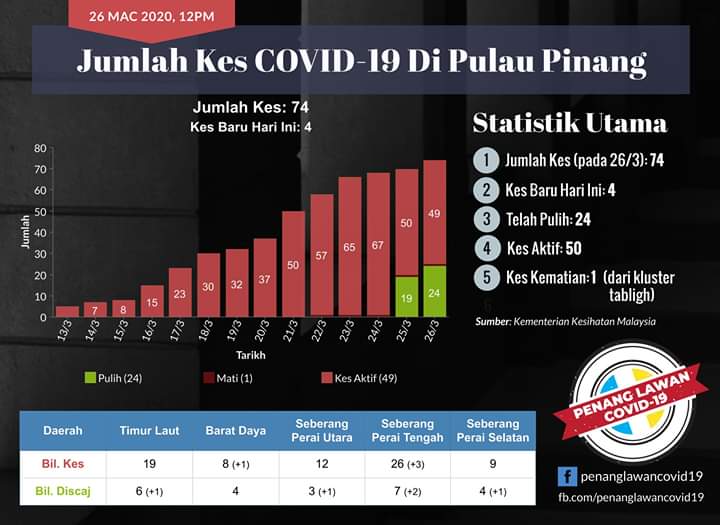 26 MAC 2020, 12PM
Jumlah Kes COVID-19 Di Pulau Pinang
Jumlah Kes: 74
Kes Baru Hari Ini: 4
Jumlah
80
70
60
50
40
30
20
10
0
7
8
15
23
30
32
37
50
57
65
67
50
19
49
24
13/3
14/3
15/3
16/3
17/3
18/3
19/3
20/3
21/3
22/3
23/3
24/3
25/3
26/3
Tarikh
Pulih (24) Mati (1) Kes Aktif (49)
Statistik Utama
1 Jumlah Kes (pada 26/3): 74
2 Kes Baru Hari Ini: 4
3 Telah Pulih: 24
4 Kes Aktif: 50
5 Kes Kematian: 1 (dari kluster
tabligh)
6
Sumber: Kementerian Kesihatan Malaysia
PENANG LAWAN
COVID-19
Daerah Timur Laut Barat Daya Seberang Perai Utara Seberang Perai Tengah Seberang Perai Selatan
Bil. Kes 19 8 (+1) 12 26 (+3) 9
Bil. Discaj 6 (+1) 4 3 (+1) 7 (+2) 4 (+1)
f penanglawancovid19
fb.com/penanglawancovid19